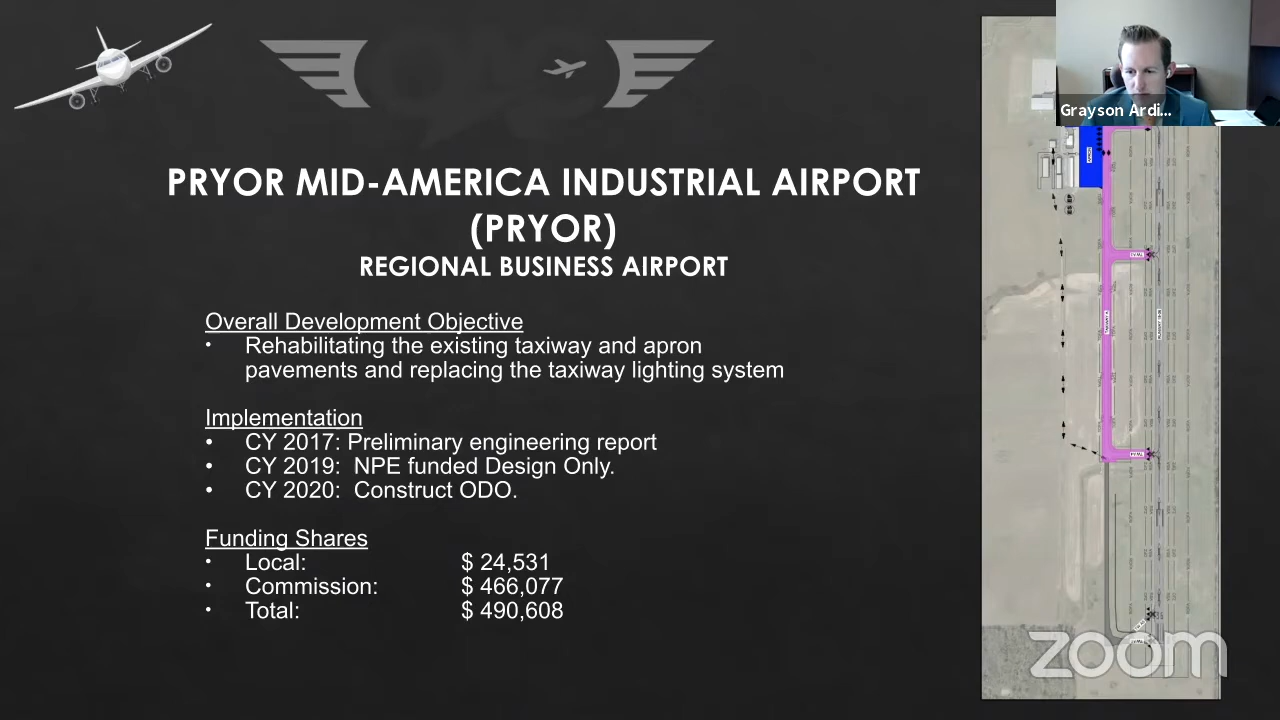 Grayson Ardi...
PRYOR MID-AMERICA INDUSTRIAL AIRPORT
(PRYOR)
REGIONAL BUSINESS AIRPORT
Overall Development Objective
• Rehabilitating the existing taxiway and apron
pavements and replacing the taxiway lighting system
Implementation
• CY 2017: Preliminary engineering report
• CY 2019: NPE funded Design Only.
• CY 2020: Construct ODO.
Funding Shares
• Local: $ 24,531
• Commission: $ 466,077
• Total: $ 490,608
zoom